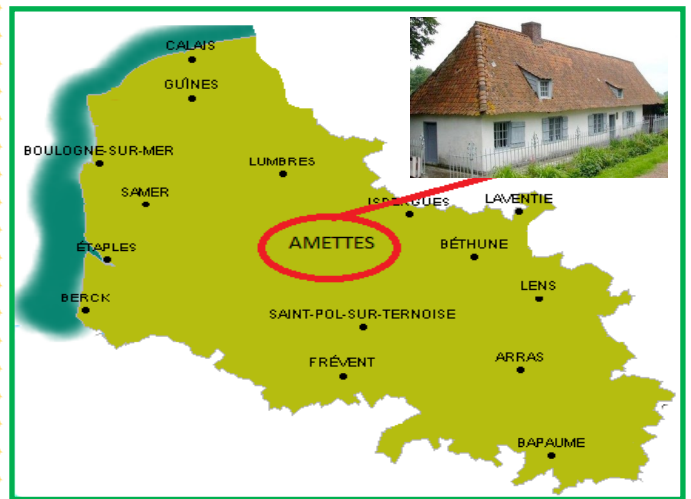 CALAIS
GUÎNES
BOULOGNE-SUR-MER
LUMBRES
SAMER
ISBERGUES
LAVENTIE
ÉTAPLES
AMETTES
BÉTHUNE
LENS
BERCK
SAINT-POL-SUR-TERNOISE
FRÉVENT
ARRAS
BAPAUME